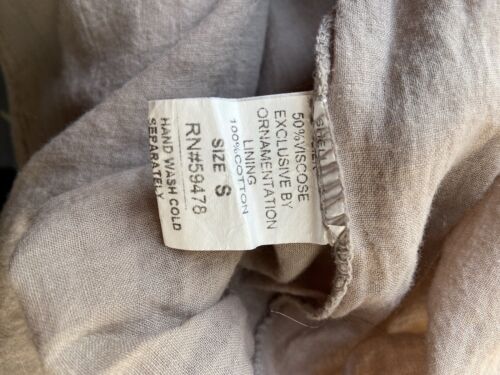 50%VISCOSE
EXCLUSIVE BY
ORNAMENTATION
LINING
100%COTTON
SIZE S
RN#59478
HAND WASH COLD
SEPARATELY